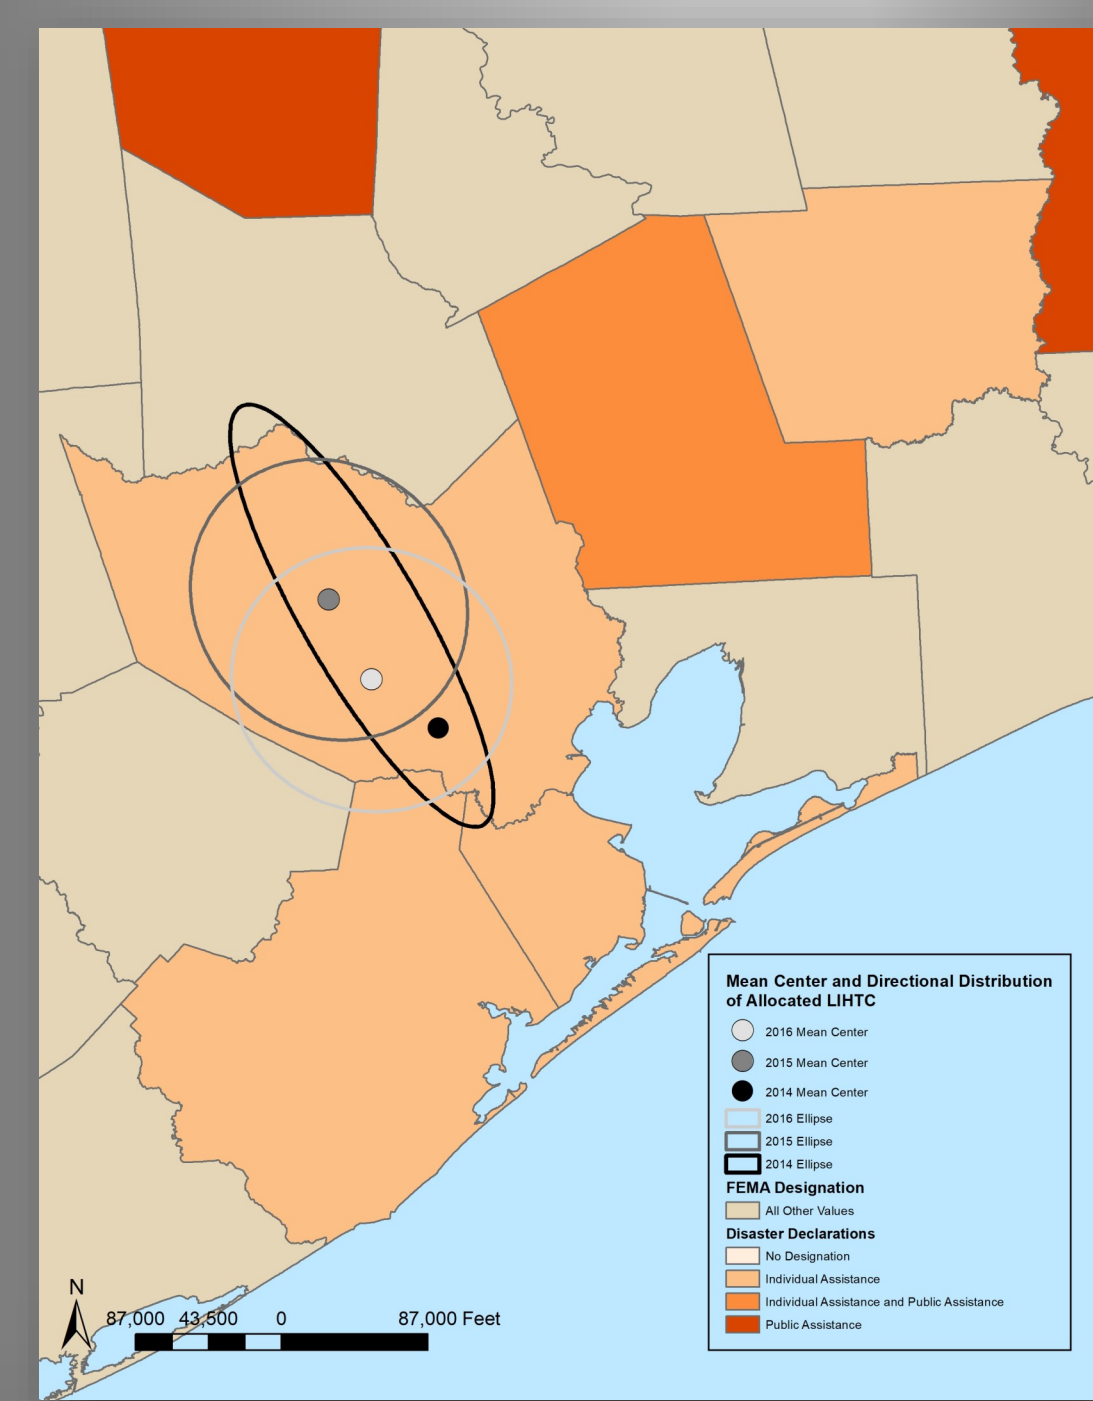 Mean Center and Directional Distribution
of Allocated LIHTC
2016 Mean Center
2015 Mean Center
2014 Mean Center
2016 Ellipse
2015 Ellipse
2014 Ellipse
FEMA Designation
All Other Values
Disaster Declarations
No Designation
Individual Assistance
Individual Assistance and Public Assistance
Public Assistance
N
87,000 43,500 0 87,000 Feet